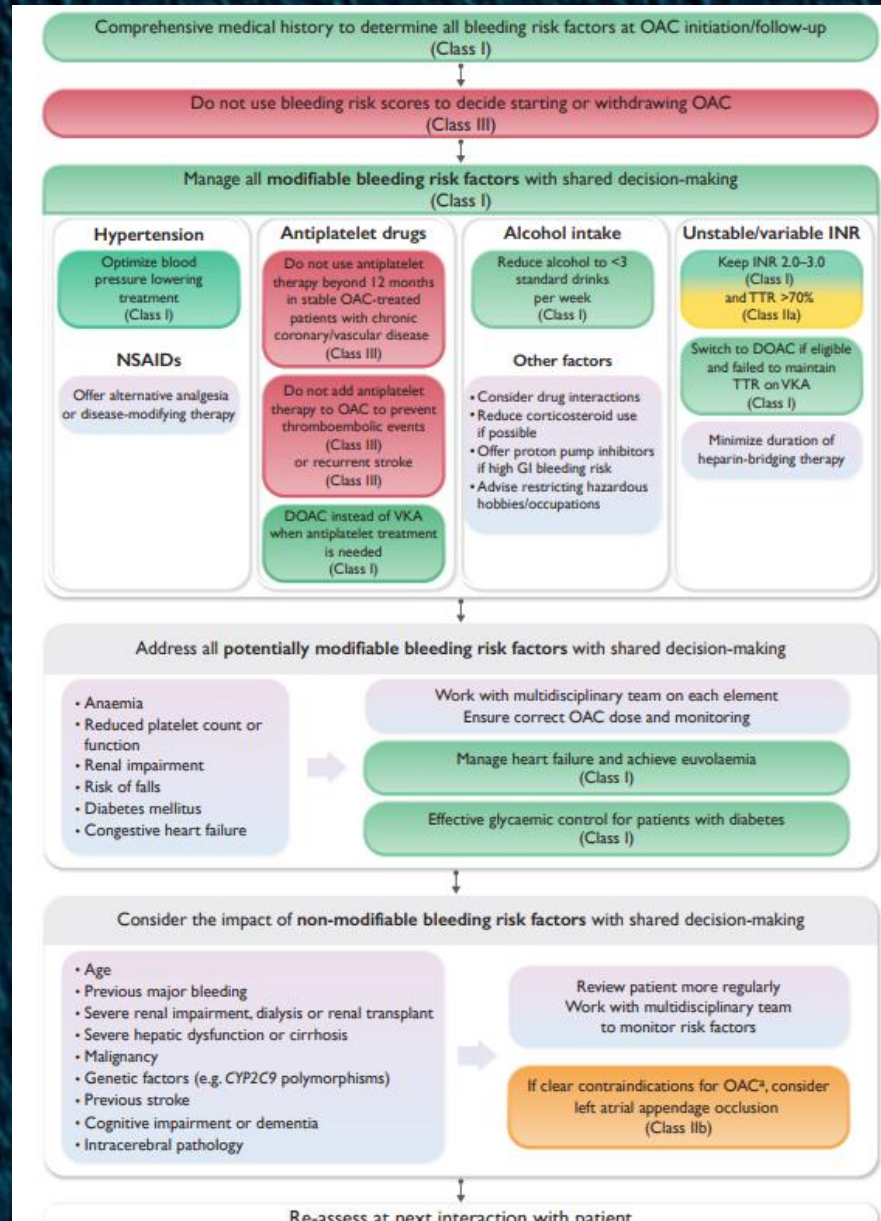 Comprehensive medical history to determine all bleeding risk factors at OAC initiation/follow-up
(Class I)
Do not use bleeding risk scores to decide starting or withdrawing OAC
(Class III)
Manage all modifiable bleeding risk factors with shared decision-making
(Class I)
Hypertension
Optimize blood
pressure lowering
treatment
(Class I)
NSAIDs
Offer alternative analgesia
or disease-modifying therapy
Antiplatelet drugs
Do not use antiplatelet
therapy beyond 12 months
in stable OAC-treated
patients with chronic
coronary/vascular disease
(Class III)
Do not add antiplatelet
therapy to OAC to prevent
thromboembolic events
(Class III)
or recurrent stroke
(Class III)
DOAC instead of VKA
when antiplatelet treatment
is needed
(Class I)
Alcohol intake
Reduce alcohol to <3
standard drinks
per week
(Class I)
Other factors
• Consider drug interactions
• Reduce corticosteroid use
if possible
• Offer proton pump inhibitors
if high GI bleeding risk
• Advise restricting hazardous
hobbies/occupations
Unstable/variable INR
Keep INR 2.0–3.0
(Class I)
and TTR >70%
(Class IIa)
Switch to DOAC if eligible
and failed to maintain
TTR on VKA
(Class I)
Minimize duration of
heparin-bridging therapy
Address all potentially modifiable bleeding risk factors with shared decision-making
• Anaemia
• Reduced platelet count or
function
• Renal impairment
• Risk of falls
• Diabetes mellitus
• Congestive heart failure
Work with multidisciplinary team on each element
Ensure correct OAC dose and monitoring
Manage heart failure and achieve euvolaemia
(Class I)
Effective glycaemic control for patients with diabetes
(Class I)
Consider the impact of non-modifiable bleeding risk factors with shared decision-making
• Age
• Previous major bleeding
• Severe renal impairment, dialysis or renal transplant
• Severe hepatic dysfunction or cirrhosis
• Malignancy
• Genetic factors (e.g. CYP2C9 polymorphisms)
• Previous stroke
• Cognitive impairment or dementia
• Intracerebral pathology
Review patient more regularly
Work with multidisciplinary team
to monitor risk factors
If clear contraindications for OACª, consider
left atrial appendage occlusion
(Class IIb)
Re-assess at next interaction with patient